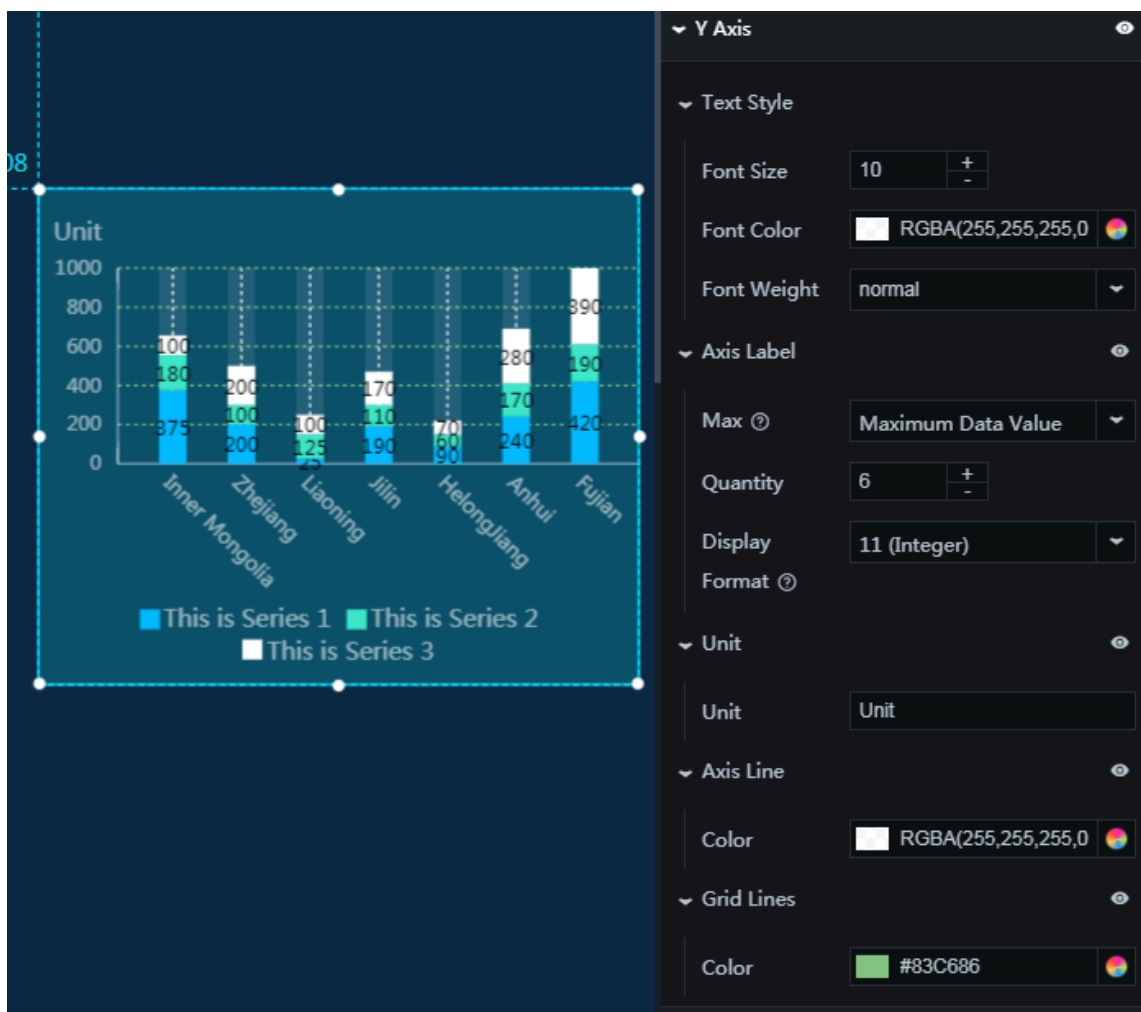 08
Unit
1000
800
600
400
200
0
100
180
375
200
100
200
100
125
25
170
110
190
70
60
90
280
170
240
390
190
420
Inner Mongolia
Zhejiang
Liaoning
Jilin
HelongJiang
Anhui
Fujian
This is Series 1 This is Series 2
This is Series 3
Y Axis
Text Style
Font Size 10 + -
Font Color RGBA(255,255,255,0
Font Weight normal
Axis Label
Max ? Maximum Data Value
Quantity 6 + -
Display 11 (Integer)
Format ?
Unit
Unit Unit
Axis Line
Color RGBA(255,255,255,0
Grid Lines
Color #83C686